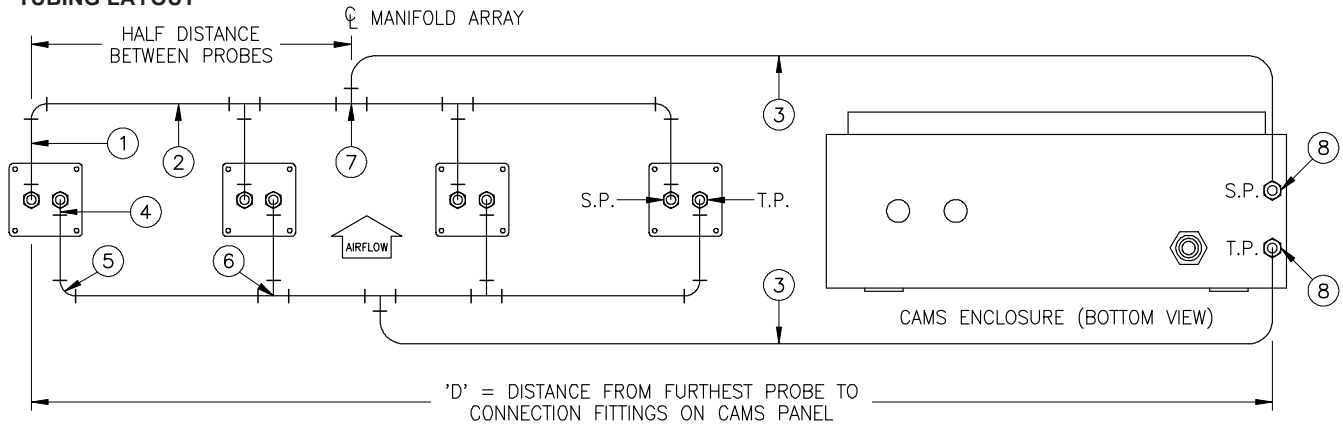 TUBING LAYOUT
℄ MANIFOLD ARRAY
HALF DISTANCE
BETWEEN PROBES
3
1
2
7
8
S.P.
S.P.
T.P.
4
AIRFLOW
T.P.
5
6
8
3
CAMS ENCLOSURE (BOTTOM VIEW)
'D' = DISTANCE FROM FURTHEST PROBE TO
CONNECTION FITTINGS ON CAMS PANEL